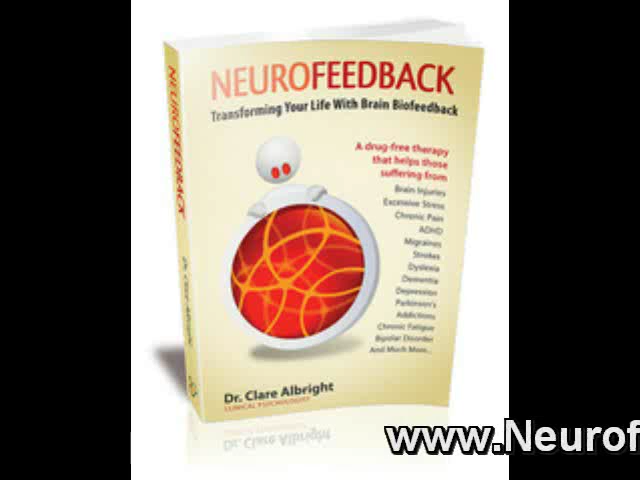 NEUROFEEDBACK
Transforming Your Life With Brain Biofeedback
A drug-free therapy
that helps those
suffering from
Brain Injuries
Excessive Stress
Chronic Pain
ADHD
Migraines
Strokes
Dyslexia
Dementia
Depression
Parkinson's
Addictions
Chronic Fatigue
Bipolar Disorder
And Much More...
Dr. Clare Albright
CLINICAL PSYCHOLOGIST
NEUROFEEDBACK
Dr. Clare Albright
www.Neurof